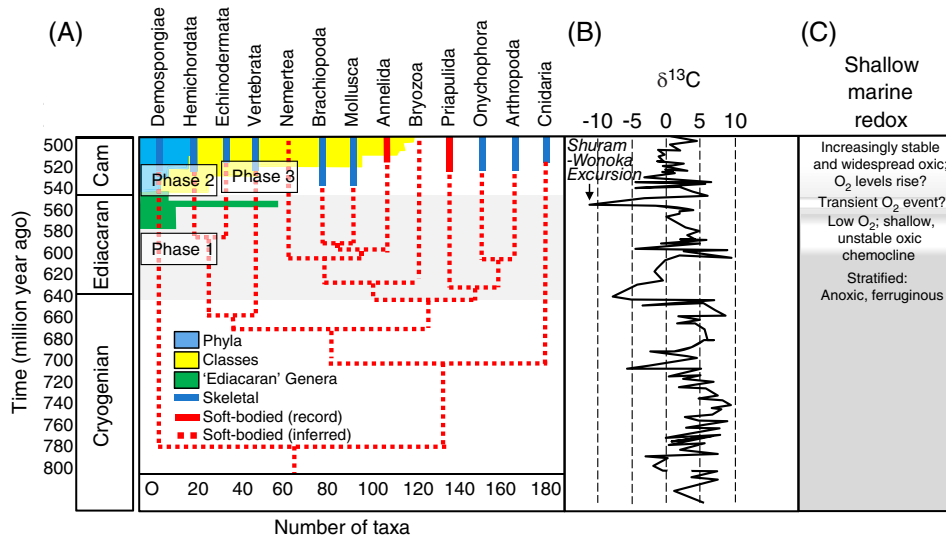 (A)
Demospongiae
Hemichordata
Echinodermata
Vertebrata
Nemertea
Brachiopoda
Mollusca
Annelida
Bryozoa
Priapulida
Onychophora
Arthropoda
Cnidaria
Time (million year ago)
500
520
540
560
580
600
620
640
660
680
700
720
740
760
780
800
Cam
Ediacaran
Cryogenian
Phase 2
Phase 3
Phase 1
Phyla
Classes
'Ediacaran' Genera
Skeletal
Soft-bodied (record)
Soft-bodied (inferred)
O 20 40 60 80 100 120 140 160 180
Number of taxa
(B)
δ13C
-10 -5 0 5 10
Shuram
-Wonoka
Excursion
(C)
Shallow
marine
redox
Increasingly stable
and widespread oxic;
O2 levels rise?
Transient O2 event?
Low O2; shallow,
unstable oxic
chemocline
Stratified:
Anoxic, ferruginous